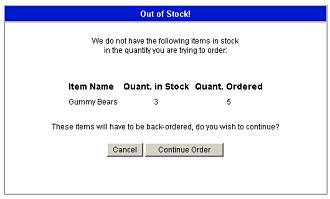 Out of Stock!
We do not have the following items in stock
in the quantity you are trying to order:
Item Name Quant. in Stock Quant. Ordered
Gummy Bears 3 5
These items will have to be back-ordered, do you wish to continue?
Cancel Continue Order